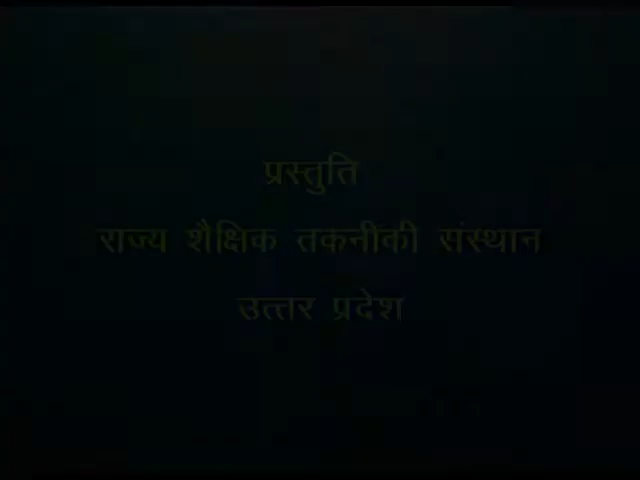 प्रस्तुति
राज्य शैक्षिक तकनीकी संस्थान
उत्तर प्रदेश